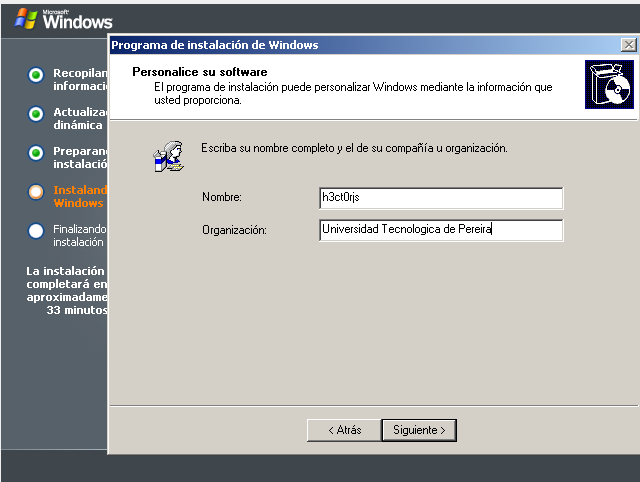 Microsoft
Windows
Programa de instalación de Windows
Personalice su software
El programa de instalación puede personalizar Windows mediante la información que
usted proporciona.
Recopilan
informaci
Actualiza
dinámica
Preparan
instalació
Instaland
Windows
Finalizando
instalación
La instalación
completará en
aproximadame
33 minutos
Escriba su nombre completo y el de su compañía u organización.
Nombre:
h3ct0rjs
Organización:
Universidad Tecnologica de Pereira
< Atrás
Siguiente >